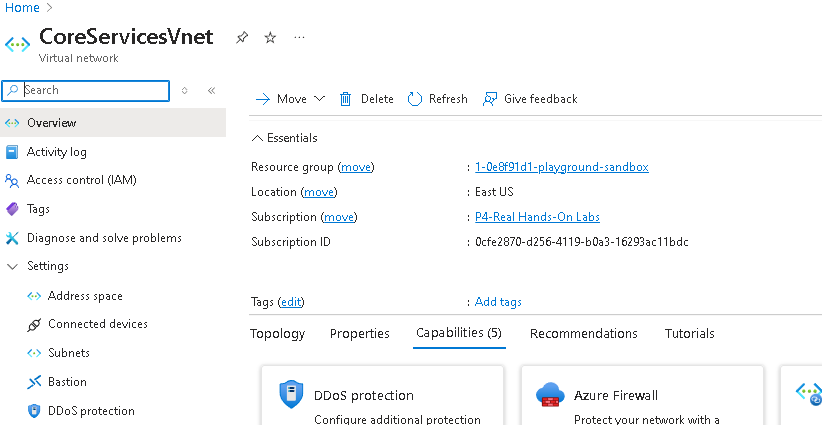 Home
CoreServicesVnet
Virtual network
Search
Move Delete Refresh Give feedback
Overview
Activity log
Access control (IAM)
Tags
Diagnose and solve problems
Settings
Address space
Connected devices
Subnets
Bastion
DDoS protection
Essentials
Resource group (move) : 1-0e8f91d1-playground-sandbox
Location (move) : East US
Subscription (move) : P4-Real Hands-On Labs
Subscription ID : 0cfe2870-d256-4119-b0a3-16293ac11bdc
Tags (edit) : Add tags
Topology Properties Capabilities (5) Recommendations Tutorials
DDoS protection
Configure additional protection
Azure Firewall
Protect your network with a